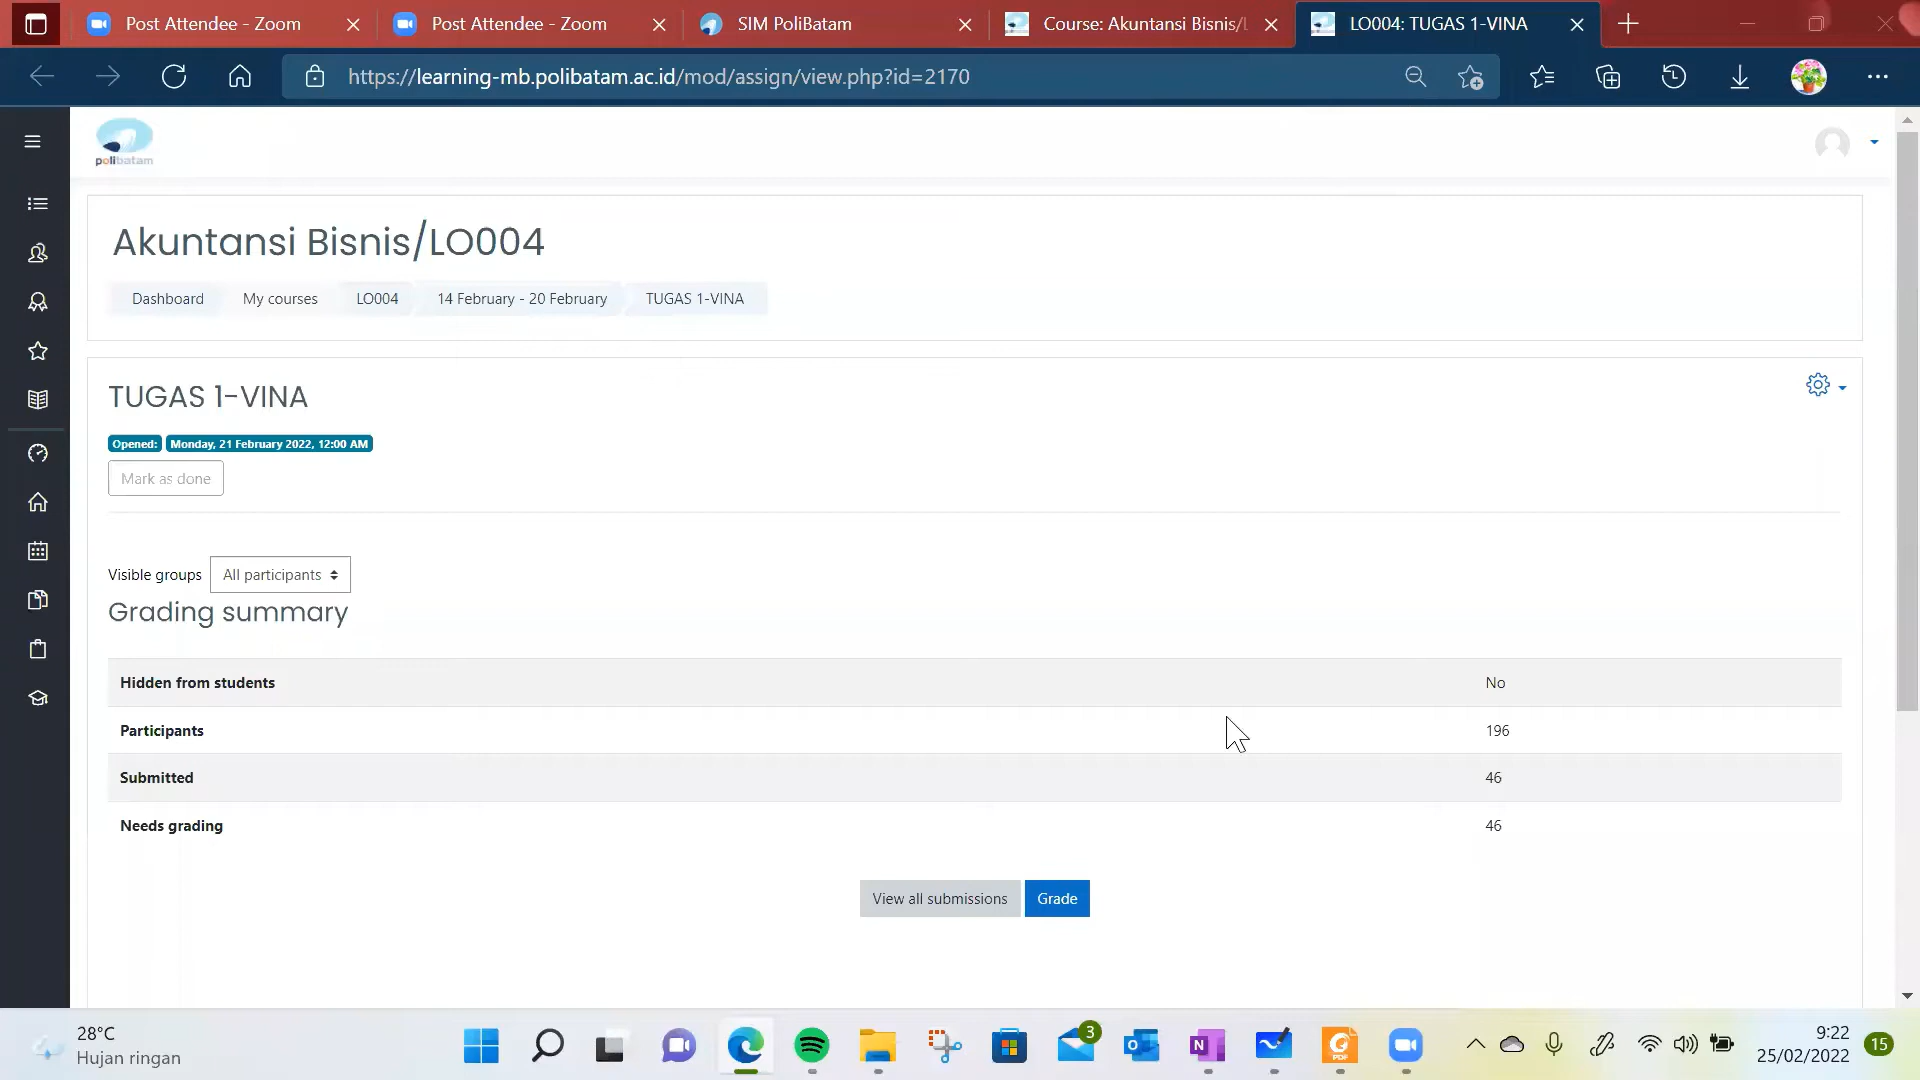 Post Attendee - Zoom
Post Attendee - Zoom
SIM PoliBatam
Course: Akuntansi Bisnis/L
LO004: TUGAS 1-VINA
https://learning-mb.polibatam.ac.id/mod/assign/view.php?id=2170
polibatam
Akuntansi Bisnis/LO004
Dashboard
My courses
LO004
14 February - 20 February
TUGAS 1-VINA
TUGAS 1-VINA
Opened: Monday, 21 February 2022, 12:00 AM
Mark as done
Visible groups All participants
Grading summary
Hidden from students No
Participants 196
Submitted 46
Needs grading 46
View all submissions Grade
28°C
Hujan ringan
3
PDF
9:22
25/02/2022
15